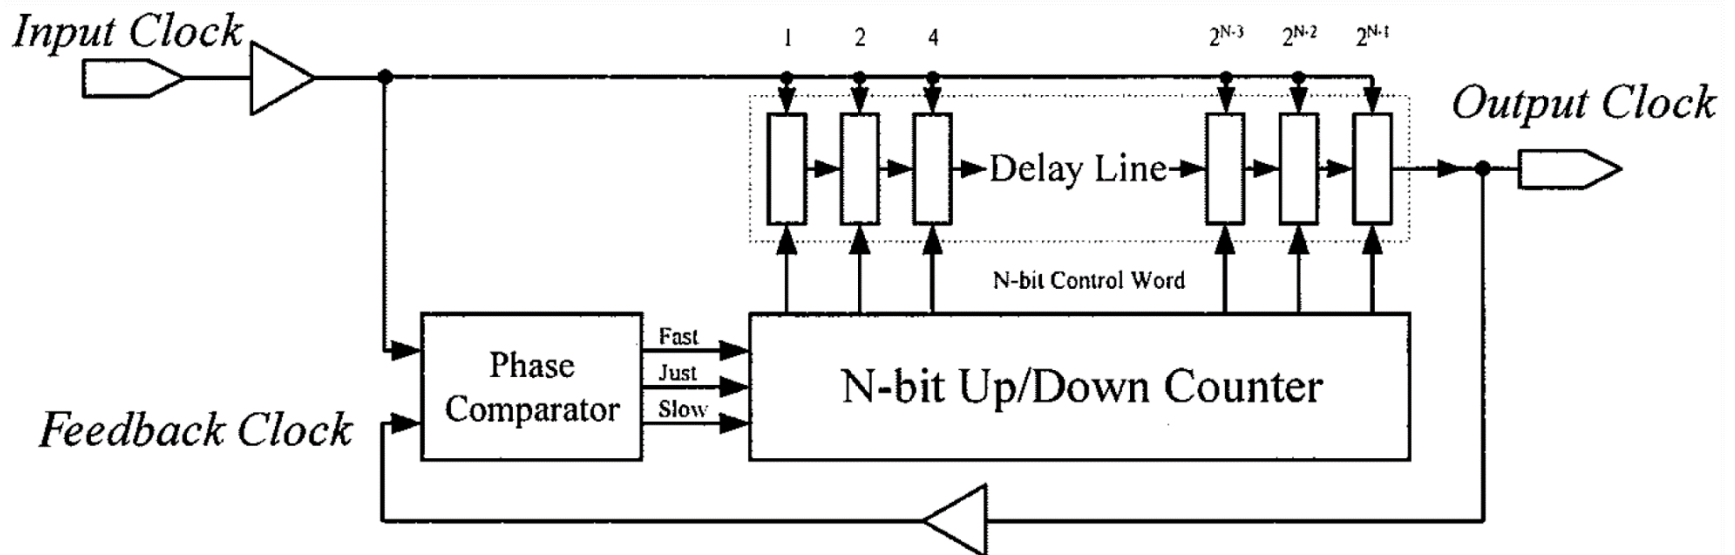 Input Clock
1 2 4 2^N-3 2^N-2 2^N-1
Output Clock
Delay Line
N-bit Control Word
Phase
Comparator
Fast
Just
Slow
N-bit Up/Down Counter
Feedback Clock